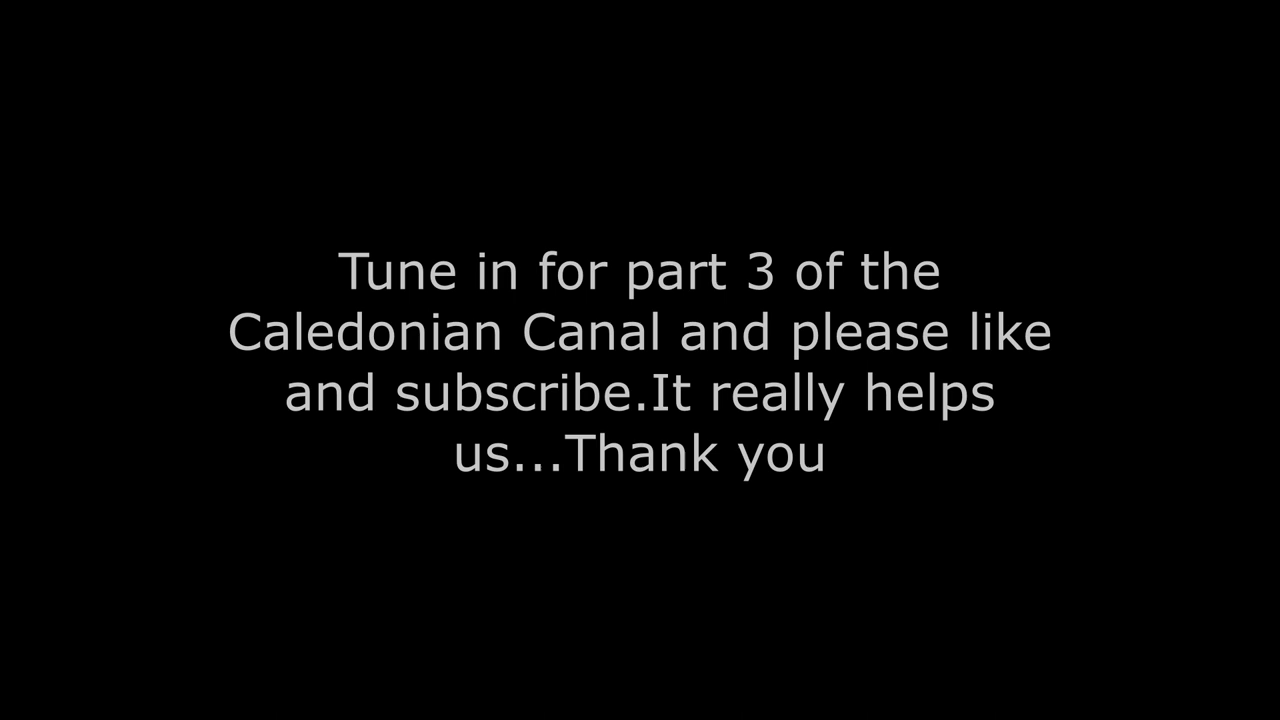 Tune in for part 3 of the
Caledonian Canal and please like
and subscribe.It really helps
us...Thank you